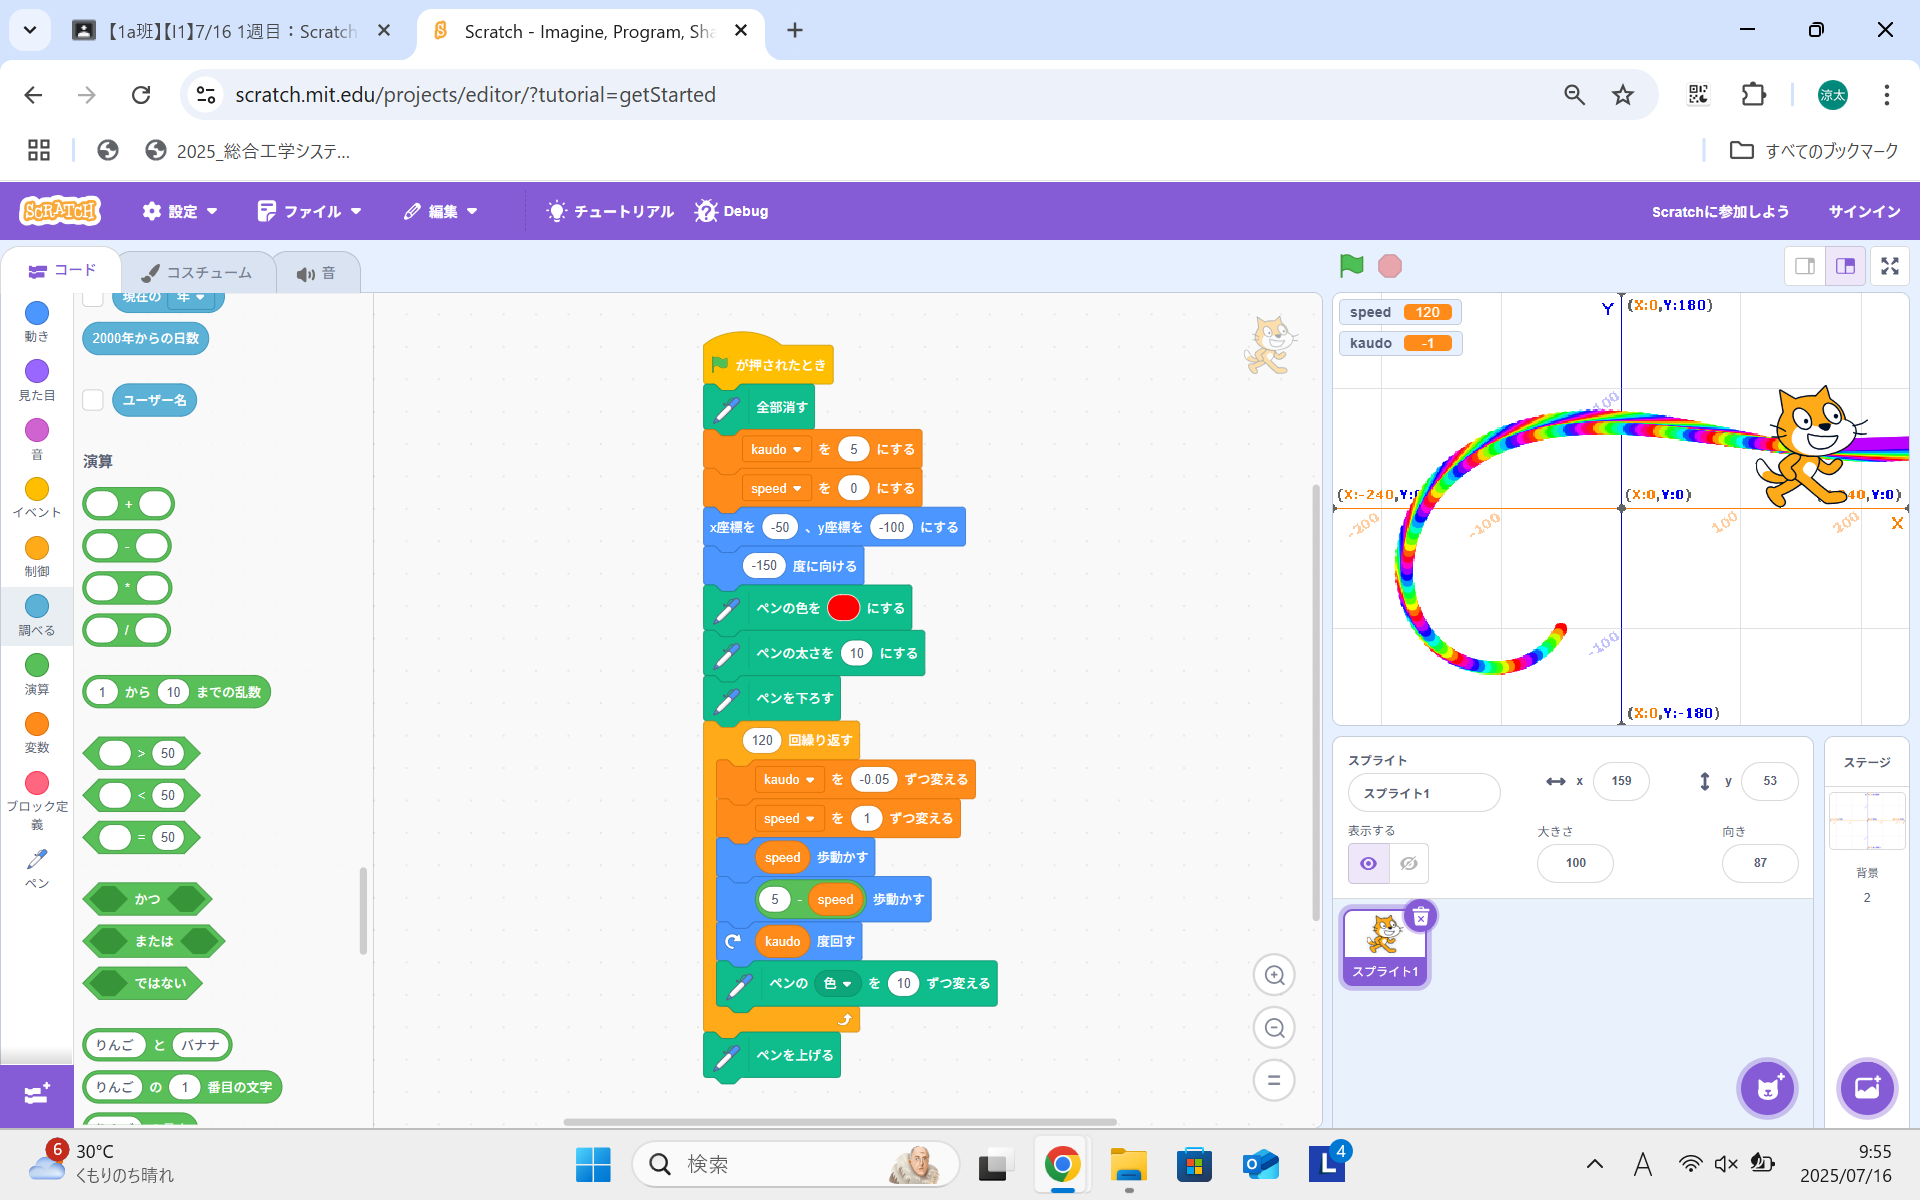 【1a班】【I1】7/16 1週目：Scratch
Scratch - Imagine, Program, Sha
scratch.mit.edu/projects/editor/?tutorial=getStarted
涼太
2025_総合工学システ...
すべてのブックマーク
SCRATCH
設定
ファイル
編集
チュートリアル
Debug
Scratchに参加しよう
サインイン
コード
コスチューム
音
動き
見た目
音
イベント
制御
調べる
演算
変数
ブロック定義
ペン
現在の 年
2000年からの日数
ユーザー名
演算
+
-
*
/
1 から 10 までの乱数
> 50
< 50
= 50
かつ
または
ではない
りんご と バナナ
りんご の 1 番目の文字
が押されたとき
全部消す
kaudo を 5 にする
speed を 0 にする
x座標を -50 、y座標を -100 にする
-150 度に向ける
ペンの色を にする
ペンの太さを 10 にする
ペンを下ろす
120 回繰り返す
kaudo を -0.05 ずつ変える
speed を 1 ずつ変える
speed 歩動かす
5 - speed 歩動かす
kaudo 度回す
ペンの 色 を 10 ずつ変える
ペンを上げる
speed 120
kaudo -1
Y
(X:0,Y:180)
100
(X:-240,Y:
(X:0,Y:0)
40,Y:0)
-200
-100
100
200
X
-100
(X:0,Y:-180)
スプライト
スプライト1
x 159
y 53
表示する
大きさ
100
向き
87
スプライト1
ステージ
背景
2
6
30°C
くもりのち晴れ
検索
4
A
9:55
2025/07/16